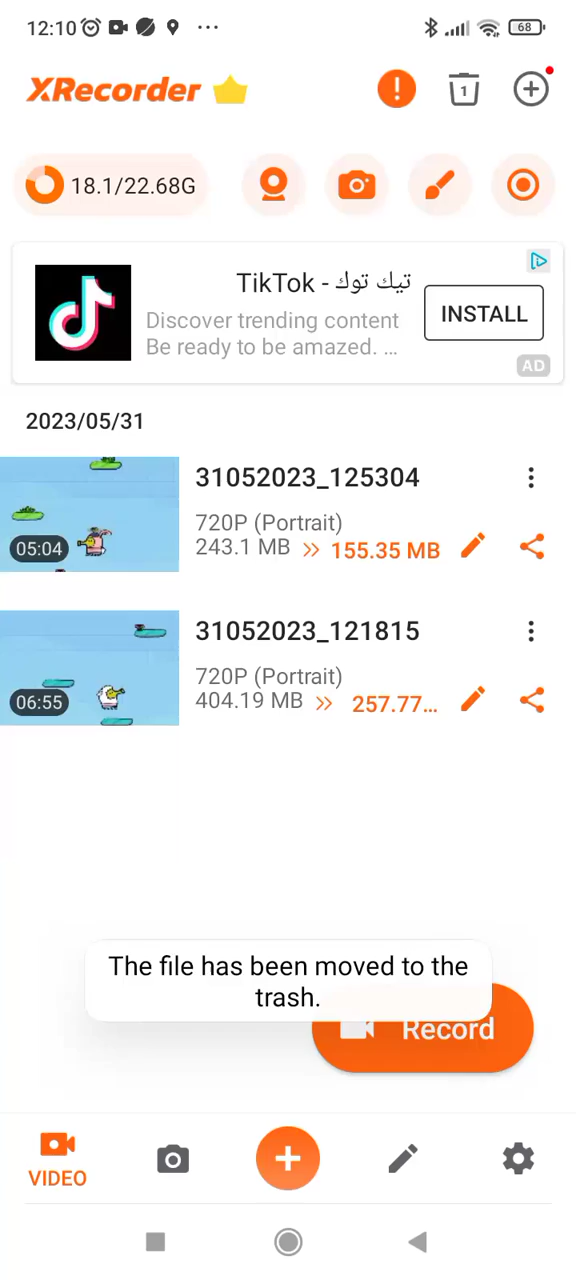 12:10
68
XRecorder
!
1
18.1/22.68G
TikTok - تيك توك
Discover trending content
Be ready to be amazed. ...
INSTALL
AD
2023/05/31
31052023_125304
720P (Portrait)
243.1 MB >> 155.35 MB
05:04
31052023_121815
720P (Portrait)
404.19 MB >> 257.77...
06:55
The file has been moved to the
trash.
Record
VIDEO